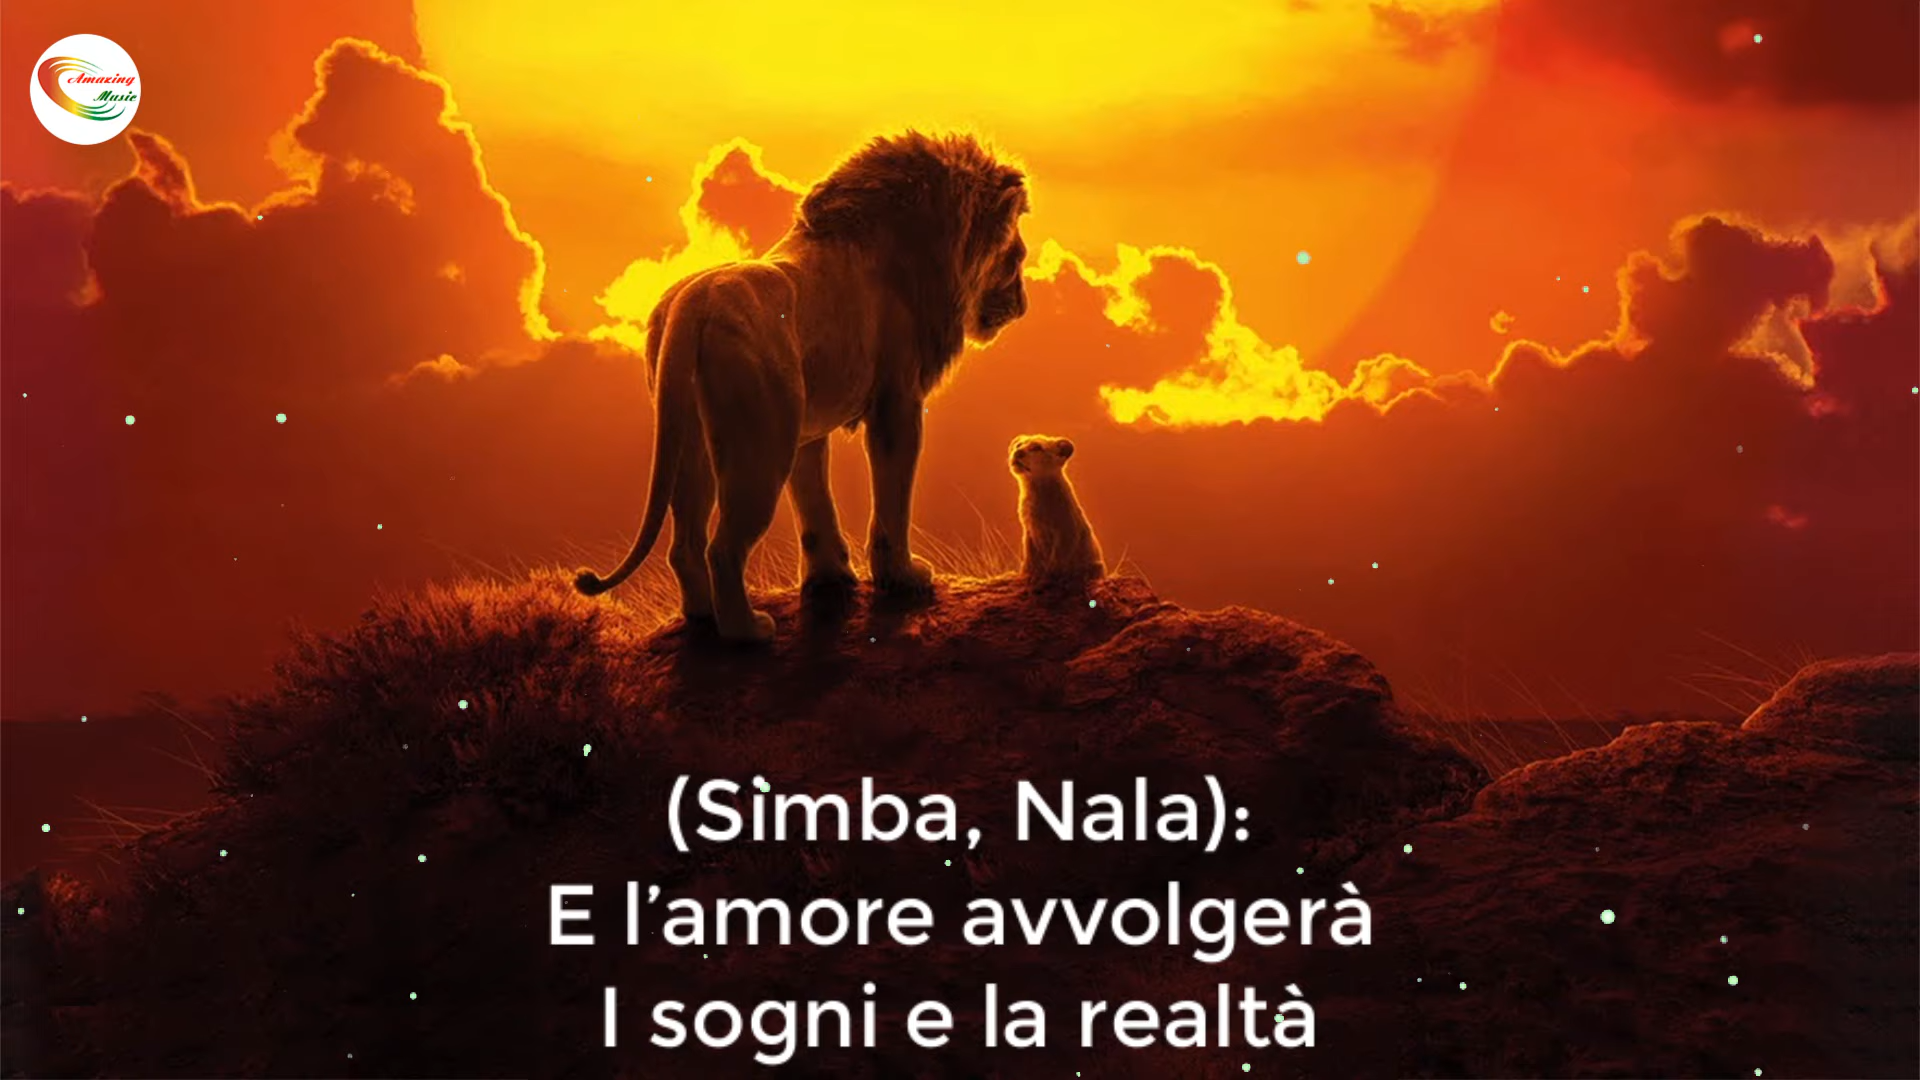 Amazing
Music
(Simba, Nala):
E l’amore avvolgerà
I sogni e la realtà